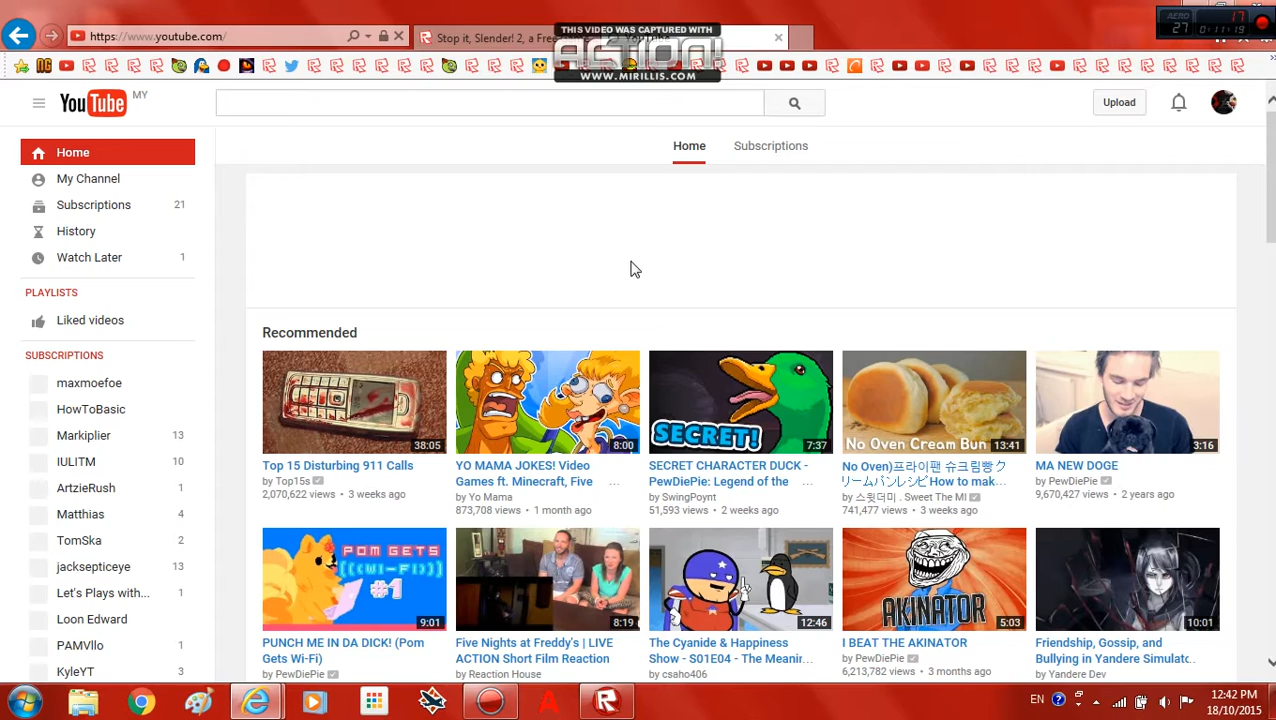 THIS VIDEO WAS CAPTURED WITH
ACTION!
WWW.MIRILLIS.COM
AERO
27
17
0:11:19
https://www.youtube.com/
YouTube MY
Upload
Home
Subscriptions
Home
My Channel
Subscriptions 21
History
Watch Later 1
PLAYLISTS
Liked videos
SUBSCRIPTIONS
maxmoefoe
HowToBasic
Markiplier 13
IULITM 10
ArtzieRush 1
Matthias 4
TomSka 2
jacksepticeye 13
Let's Plays with... 1
Loon Edward
PAMVllo 1
KyleYT 3
Recommended
38:05
Top 15 Disturbing 911 Calls
by Top15s
2,070,622 views • 3 weeks ago
8:00
YO MAMA JOKES! Video
Games ft. Minecraft, Five ...
by Yo Mama
873,708 views • 1 month ago
SECRET!
7:37
SECRET CHARACTER DUCK -
PewDiePie: Legend of the ...
by SwingPoynt
51,593 views • 2 weeks ago
No Oven Cream Bun
13:41
No Oven)프라이팬 슈크림빵 ク
リームパンレシピ How to mak...
by 스윗더미 . Sweet The MI
741,477 views • 3 weeks ago
3:16
MA NEW DOGE
by PewDiePie
9,670,427 views • 2 years ago
POM GETS
((WI-FI))
#1
9:01
PUNCH ME IN DA DICK! (Pom
Gets Wi-Fi)
by PewDiePie
8:19
Five Nights at Freddy's | LIVE
ACTION Short Film Reaction
by Reaction House
12:46
The Cyanide & Happiness
Show - S01E04 - The Meanin...
by csaho406
AKINATOR
5:03
I BEAT THE AKINATOR
by PewDiePie
6,213,782 views • 3 months ago
10:01
Friendship, Gossip, and
Bullying in Yandere Simulatc...
by Yandere Dev
EN
12:42 PM
18/10/2015